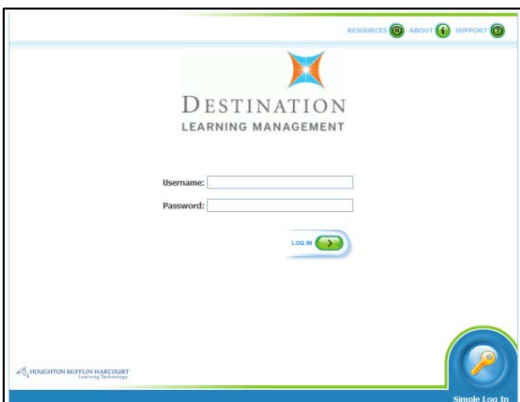 RESOURCES ABOUT SUPPORT
DESTINATION
LEARNING MANAGEMENT
Username:
Password:
LOG IN
HOUGHTON MIFFLIN HARCOURT
Learning Technology
Simple Log In